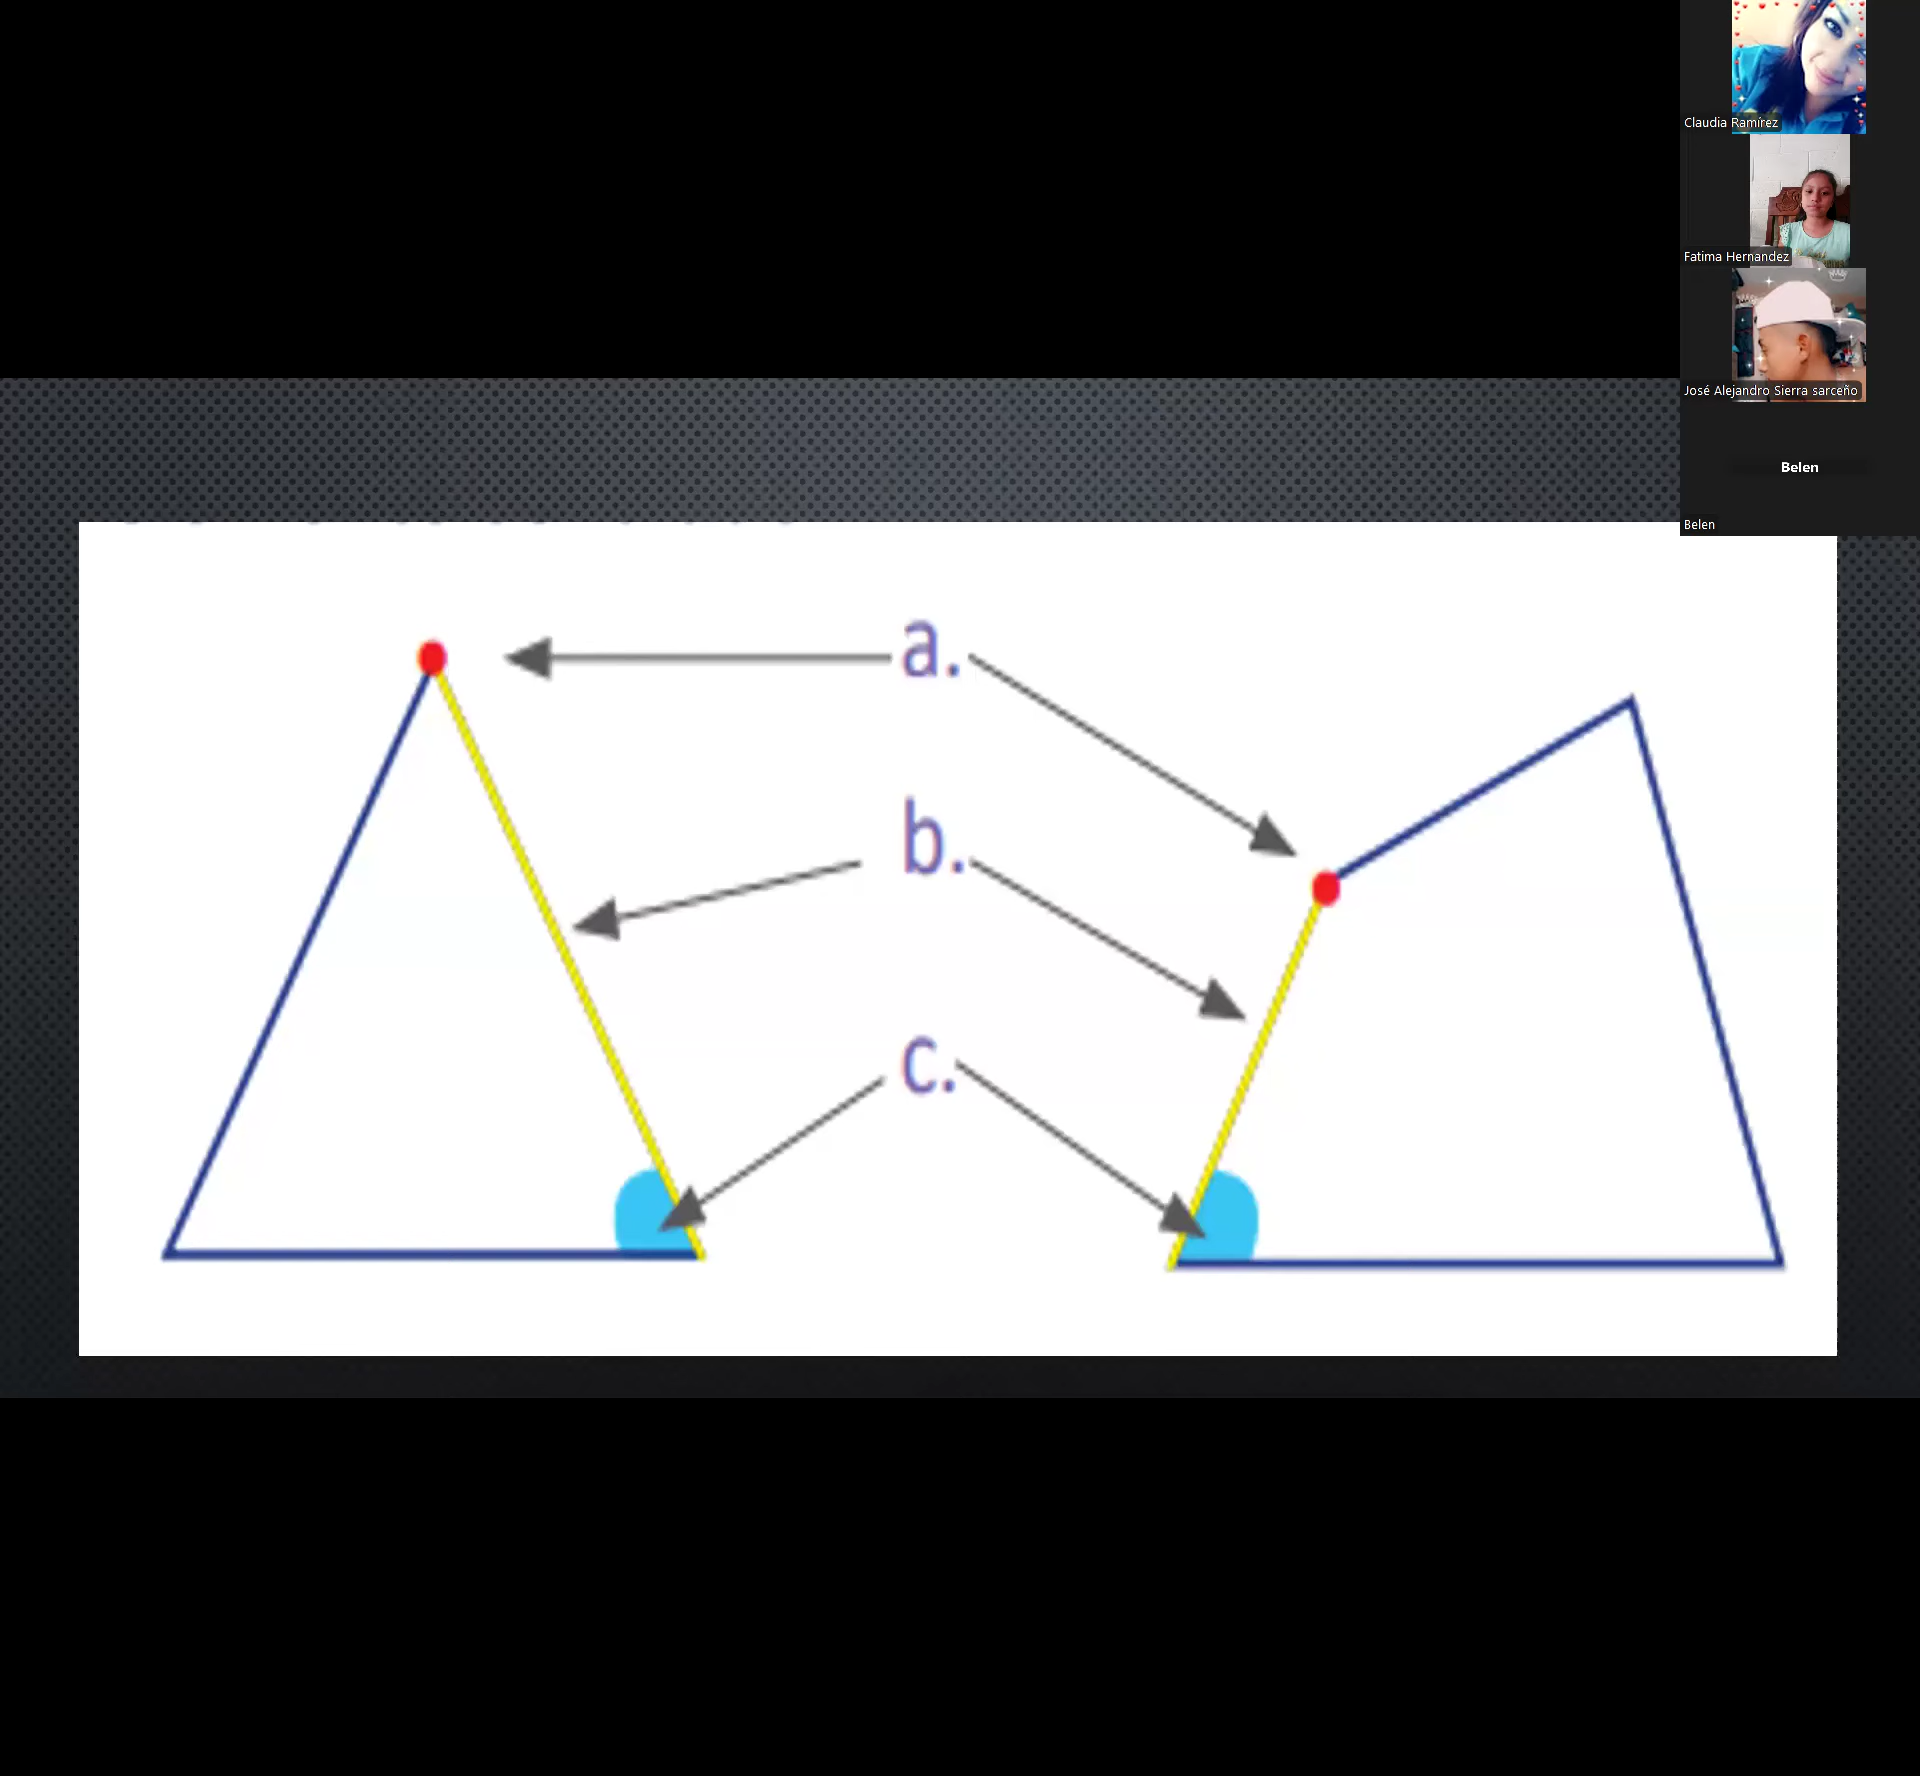 Claudia Ramírez
Fatima Hernandez
José Alejandro Sierra sarceño
Belen
Belen
a.
b.
c.